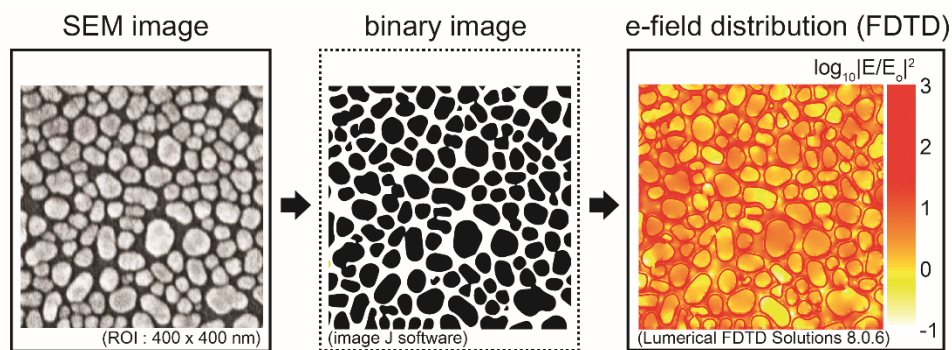 SEM image
binary image
e-field distribution (FDTD)
log10|E/Eo|2
3
2
1
0
-1
(ROI : 400 x 400 nm)
(image J software)
(Lumerical FDTD Solutions 8.0.6)